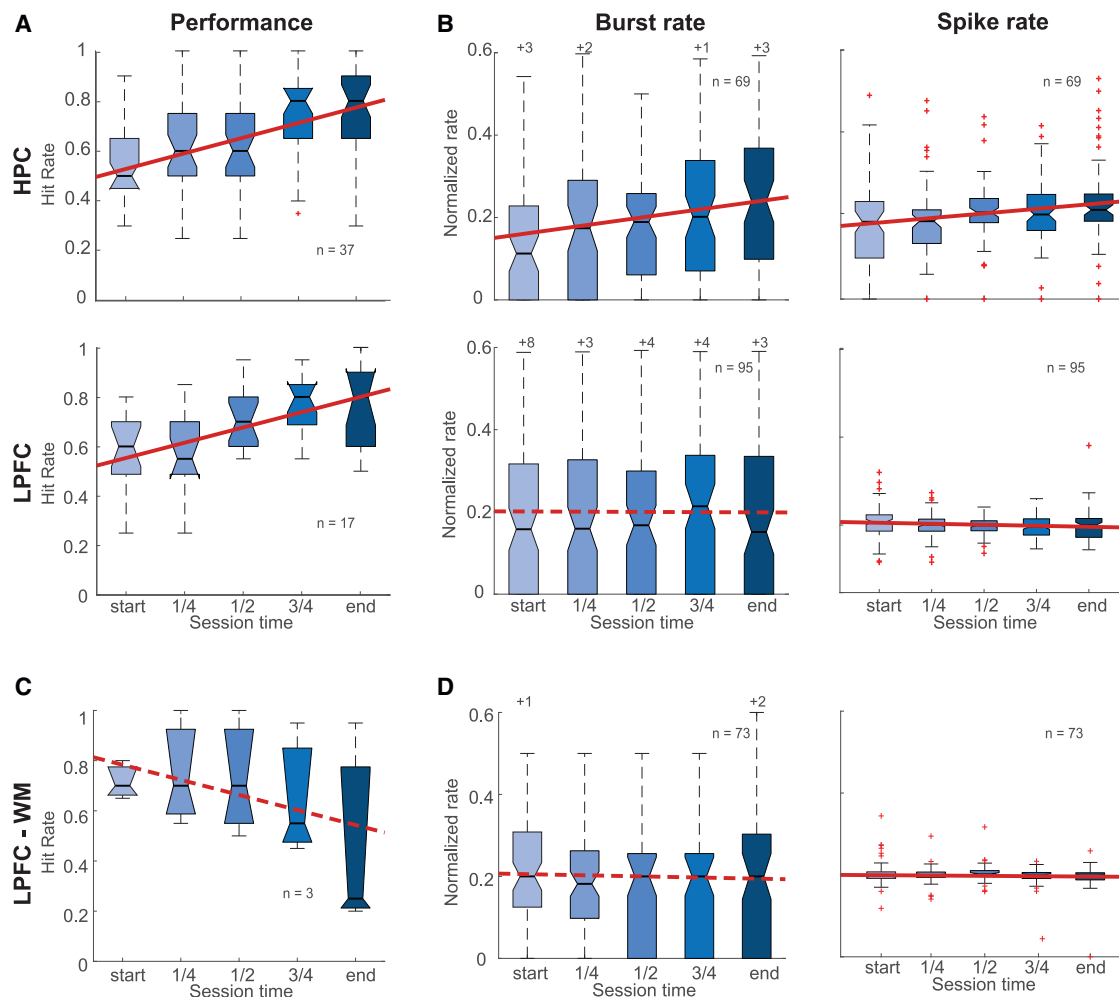 A
Performance
B
Burst rate
Spike rate
HPC
Hit Rate
1
0.8
0.6
0.4
0.2
0
n = 37
Normalized rate
0.6
0.4
0.2
0
+3
+2
+1
+3
n = 69
n = 69
LPFC
Hit Rate
1
0.8
0.6
0.4
0.2
0
n = 17
start 1/4 1/2 3/4 end
Session time
Normalized rate
0.6
0.4
0.2
0
+8
+3
+4
+4
+3
n = 95
start 1/4 1/2 3/4 end
Session time
n = 95
start 1/4 1/2 3/4 end
Session time
C
LPFC - WM
Hit Rate
1
0.8
0.6
0.4
0.2
0
n = 3
start 1/4 1/2 3/4 end
Session time
D
Normalized rate
0.6
0.4
0.2
0
+1
+2
n = 73
start 1/4 1/2 3/4 end
Session time
n = 73
start 1/4 1/2 3/4 end
Session time